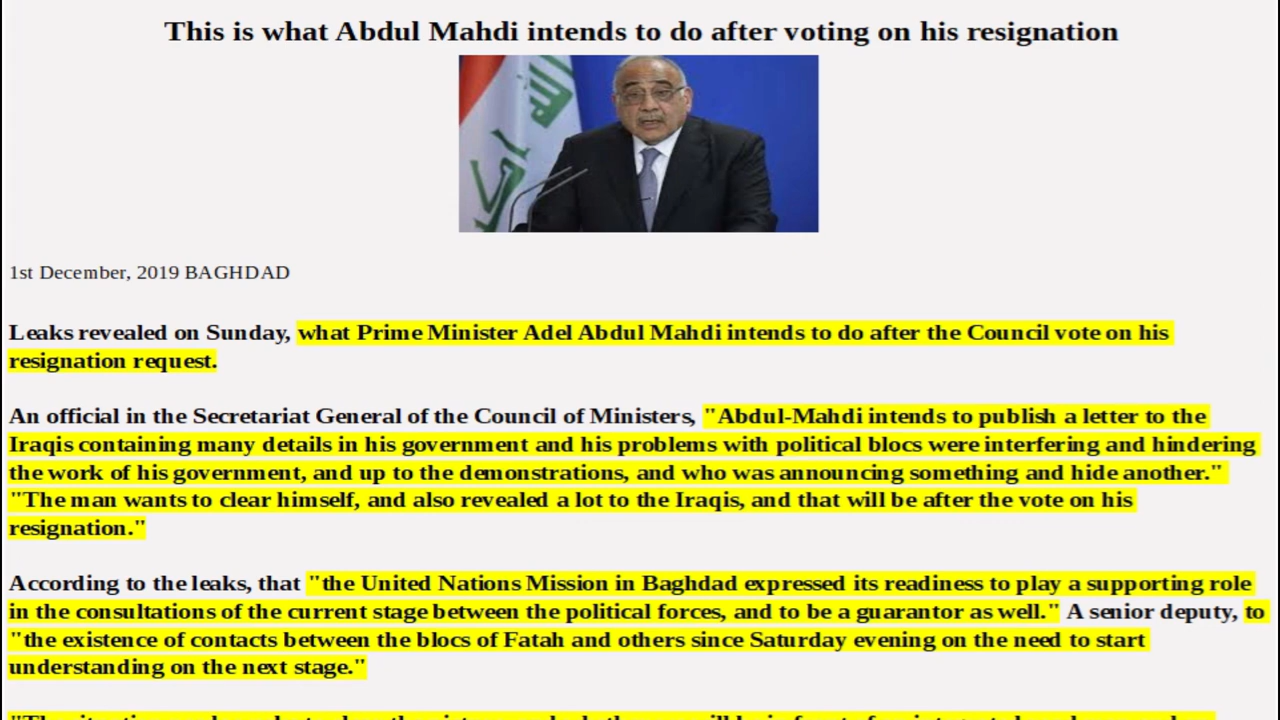 This is what Abdul Mahdi intends to do after voting on his resignation
1st December, 2019 BAGHDAD
Leaks revealed on Sunday, what Prime Minister Adel Abdul Mahdi intends to do after the Council vote on his
resignation request.
An official in the Secretariat General of the Council of Ministers, "Abdul-Mahdi intends to publish a letter to the
Iraqis containing many details in his government and his problems with political blocs were interfering and hindering
the work of his government, and up to the demonstrations, and who was announcing something and hide another."
"The man wants to clear himself, and also revealed a lot to the Iraqis, and that will be after the vote on his
resignation."
According to the leaks, that "the United Nations Mission in Baghdad expressed its readiness to play a supporting role
in the consultations of the current stage between the political forces, and to be a guarantor as well." A senior deputy, to
"the existence of contacts between the blocs of Fatah and others since Saturday evening on the need to start
understanding on the next stage."